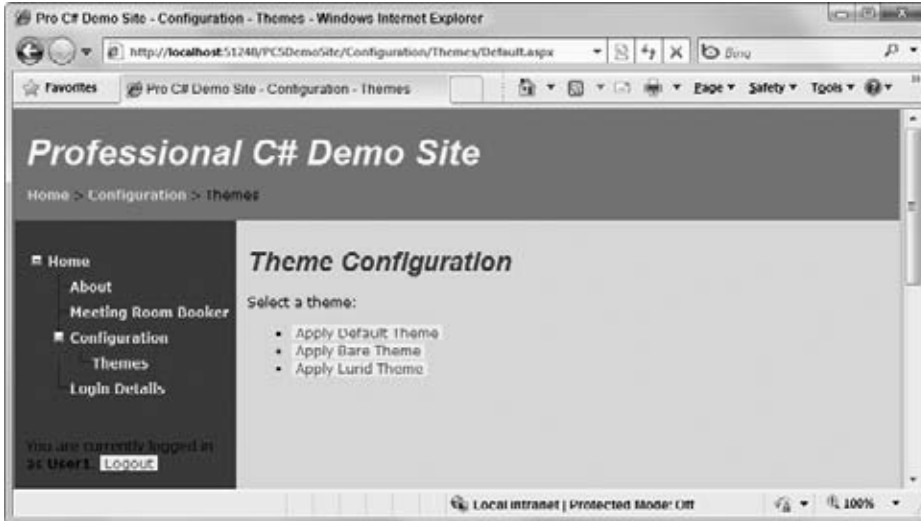 Pro C# Demo Site - Configuration - Themes - Windows Internet Explorer
http://localhost:51248/PCSDemoSite/Configuration/Themes/Default.aspx
Bing
Favorites
Pro C# Demo Site - Configuration - Themes
Page
Safety
Tools
Professional C# Demo Site
Home > Configuration > Themes
Home
About
Meeting Room Booker
Configuration
Themes
Login Details
You are currently logged in
as User1. Logout
Theme Configuration
Select a theme:
• Apply Default Theme
• Apply Bare Theme
• Apply Lurid Theme
Local intranet | Protected Mode: Off
100%